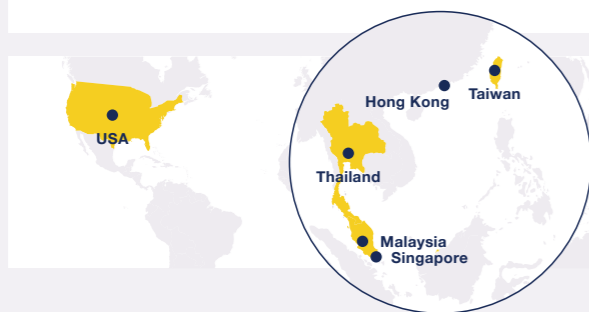 USA
Hong Kong
Taiwan
Thailand
Malaysia
Singapore